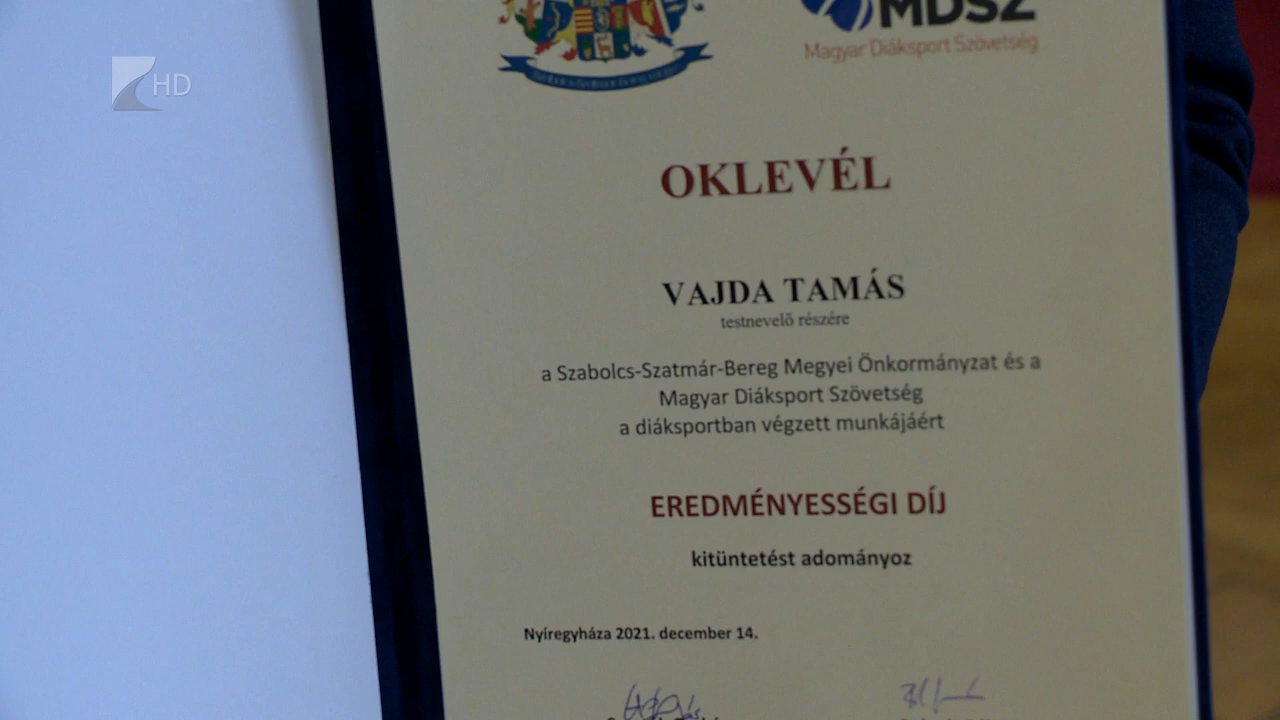 HD
MDSZ
Magyar Diáksport Szövetség
OKLEVÉL
VAJDA TAMÁS
testnevelő részére
a Szabolcs-Szatmár-Bereg Megyei Önkormányzat és a
Magyar Diáksport Szövetség
a diáksportban végzett munkájáért
EREDMÉNYESSÉGI DÍJ
kitüntetést adományoz
Nyíregyháza 2021. december 14.